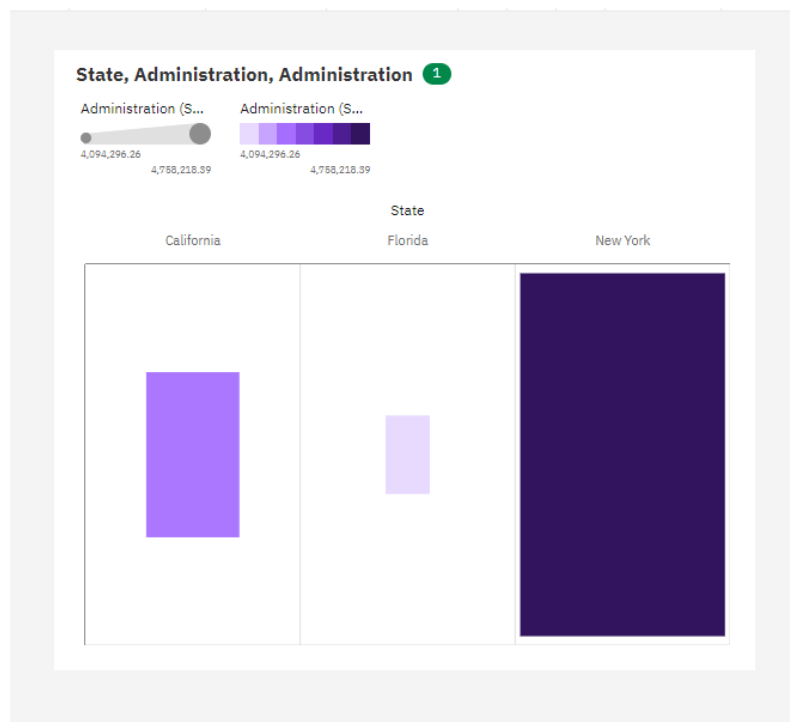 State, Administration, Administration 1
Administration (S... Administration (S...
4,094,296.26 4,094,296.26
4,758,218.39 4,758,218.39
State
California Florida New York